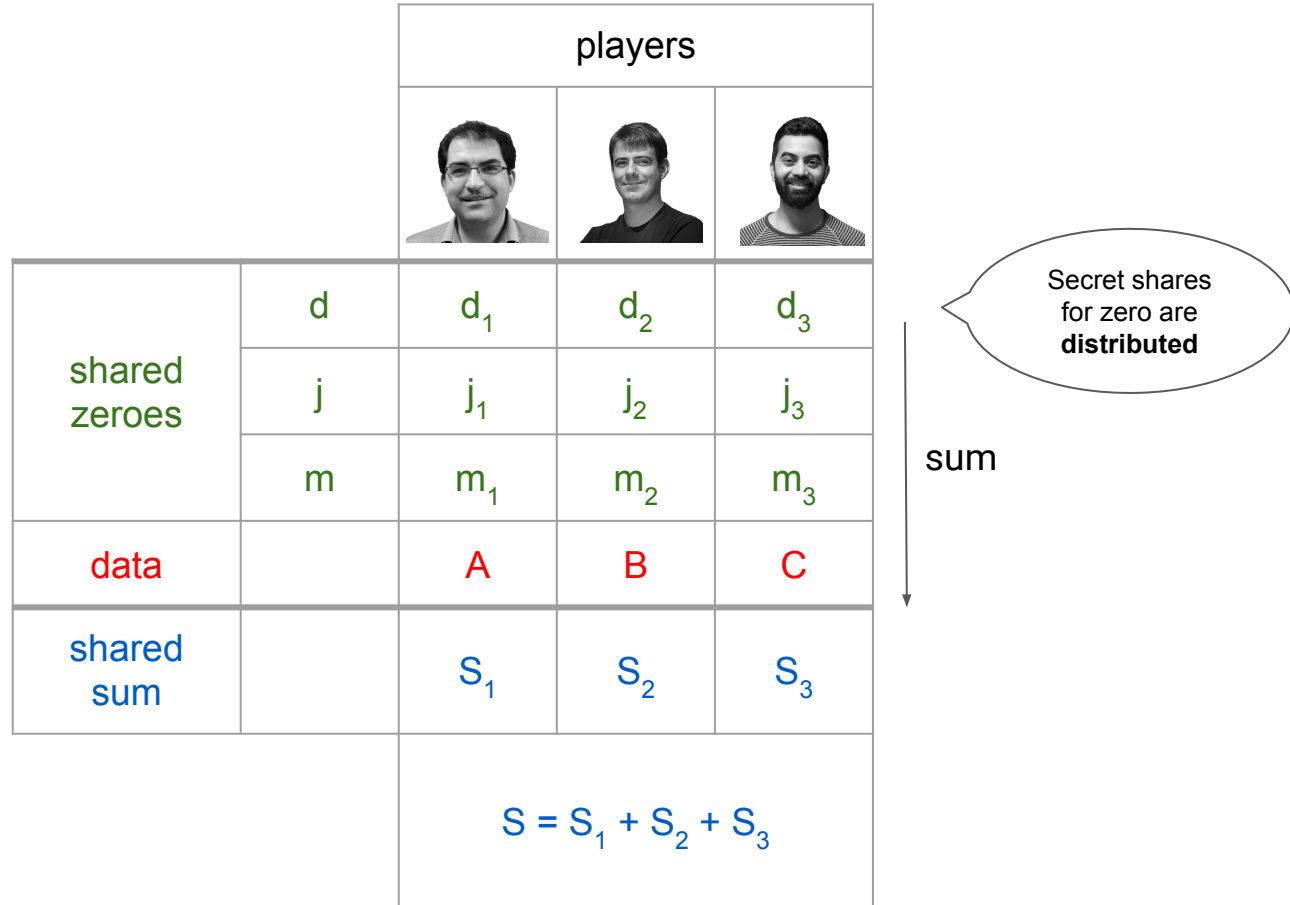 players
d d₁ d₂ d₃
Secret shares
for zero are
distributed
shared
zeroes
j j₁ j₂ j₃
sum
m m₁ m₂ m₃
data A B C
shared
sum
S₁ S₂ S₃
S = S₁ + S₂ + S₃